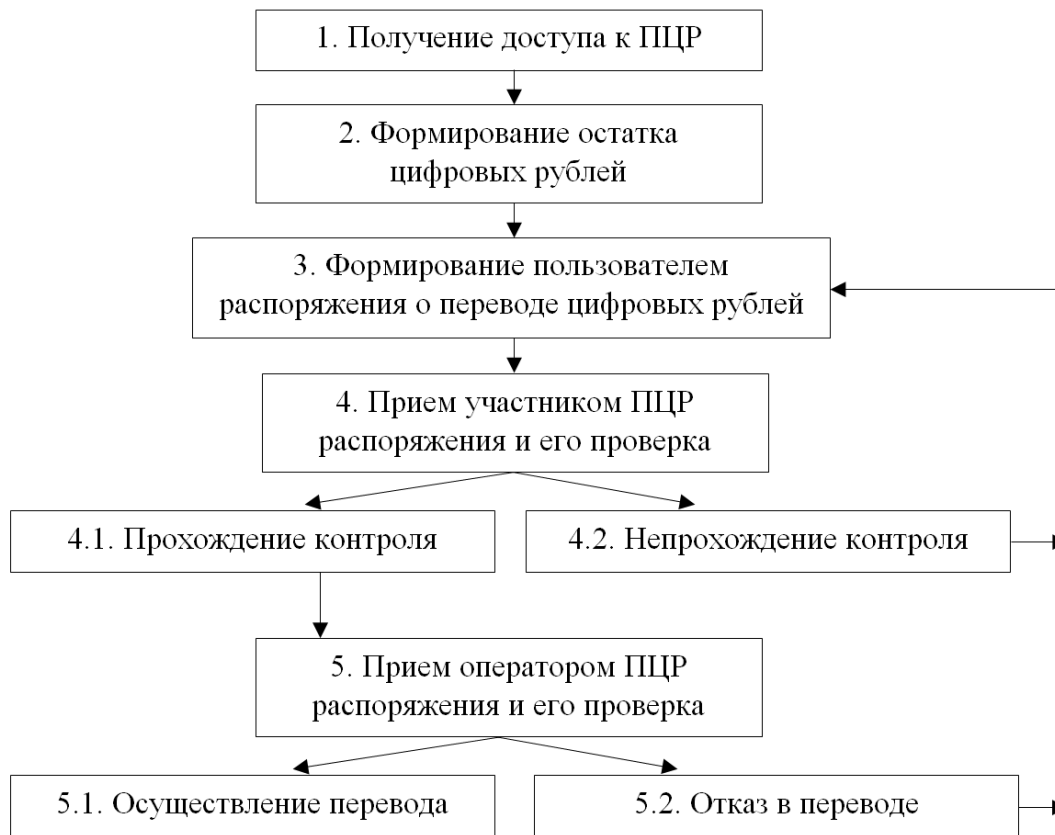 1. Получение доступа к ПЦР
2. Формирование остатка
цифровых рублей
3. Формирование пользователем
распоряжения о переводе цифровых рублей
4. Прием участником ПЦР
распоряжения и его проверка
4.1. Прохождение контроля
4.2. Непрохождение контроля
5. Прием оператором ПЦР
распоряжения и его проверка
5.1. Осуществление перевода
5.2. Отказ в переводе